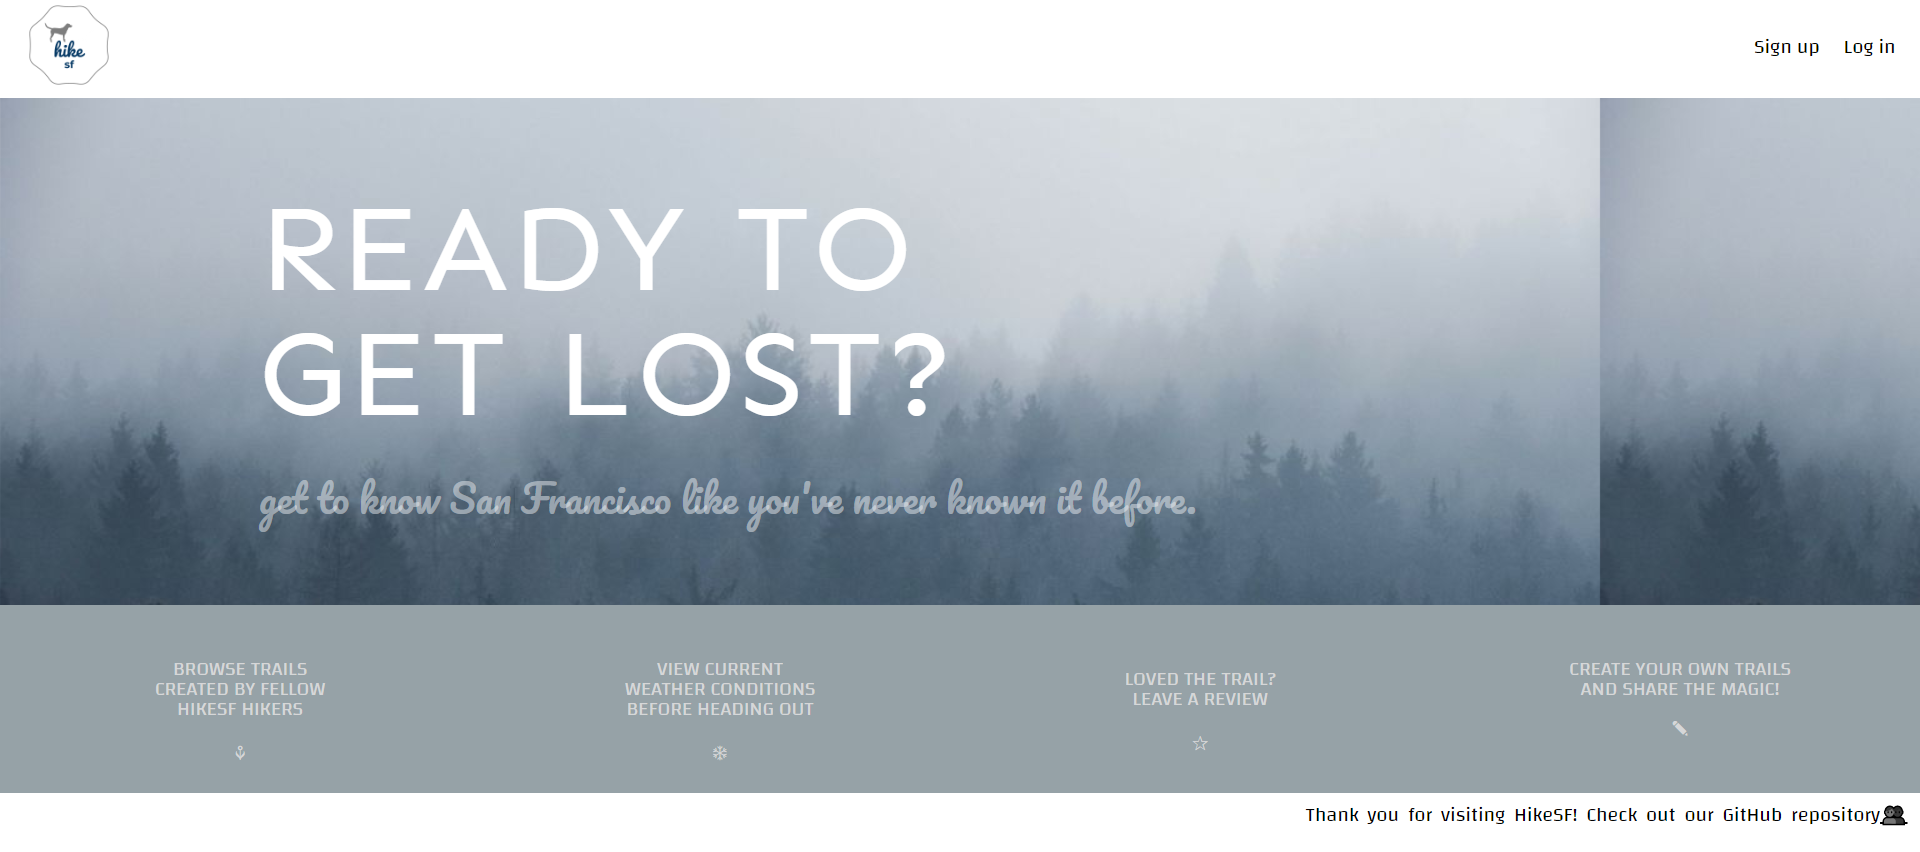 hike
sf
Sign up Log in
READY TO
GET LOST?
get to know San Francisco like you've never known it before.
BROWSE TRAILS
CREATED BY FELLOW
HIKESF HIKERS
VIEW CURRENT
WEATHER CONDITIONS
BEFORE HEADING OUT
LOVED THE TRAIL?
LEAVE A REVIEW
CREATE YOUR OWN TRAILS
AND SHARE THE MAGIC!
Thank you for visiting HikeSF! Check out our GitHub repository